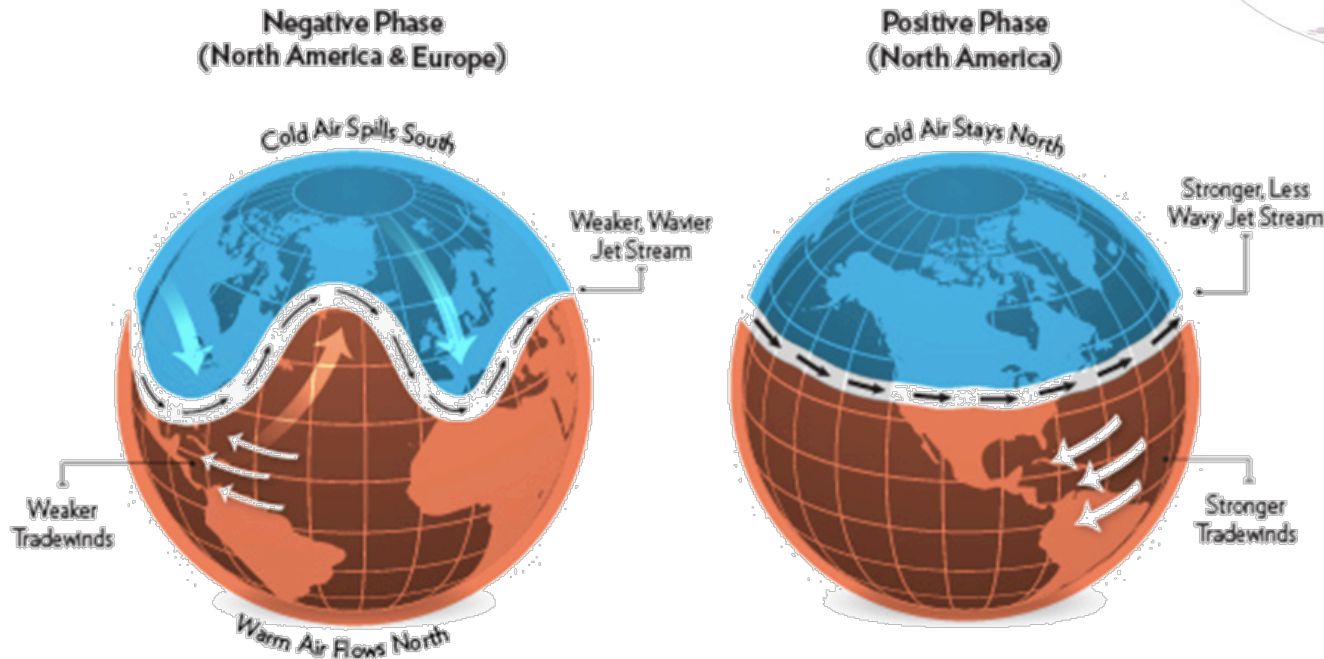 Negative Phase
(North America & Europe)
Cold Air Spills South
Weaker, Wavier
Jet Stream
Weaker
Tradewinds
Warm Air Flows North
Positive Phase
(North America)
Cold Air Stays North
Stronger, Less
Wavy Jet Stream
Stronger
Tradewinds